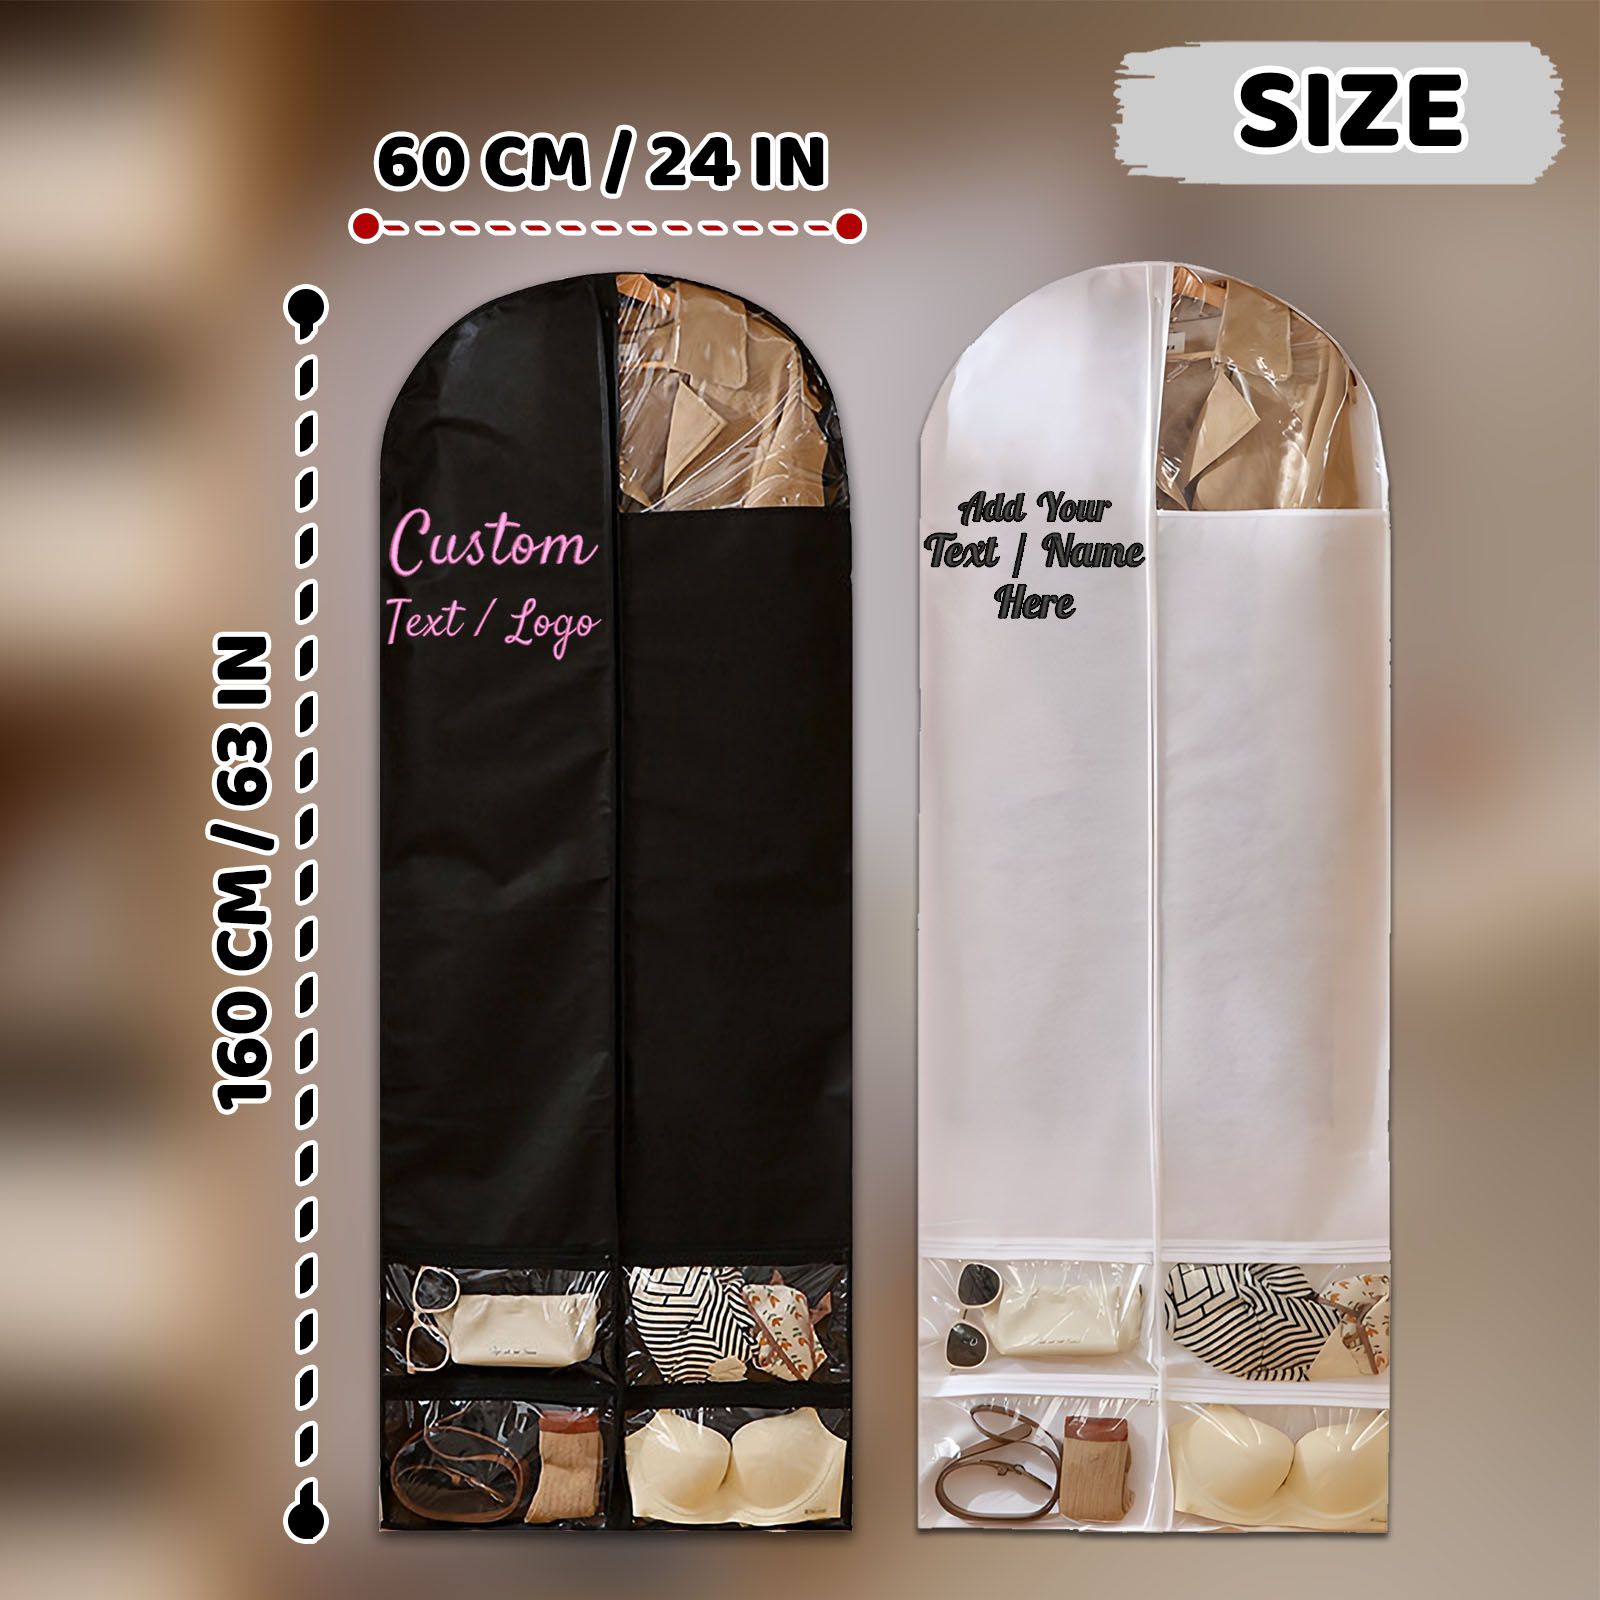 SIZE
60 CM / 24 IN
160 CM / 63 IN
Custom
Text / Logo
Add Your
Text / Name
Here